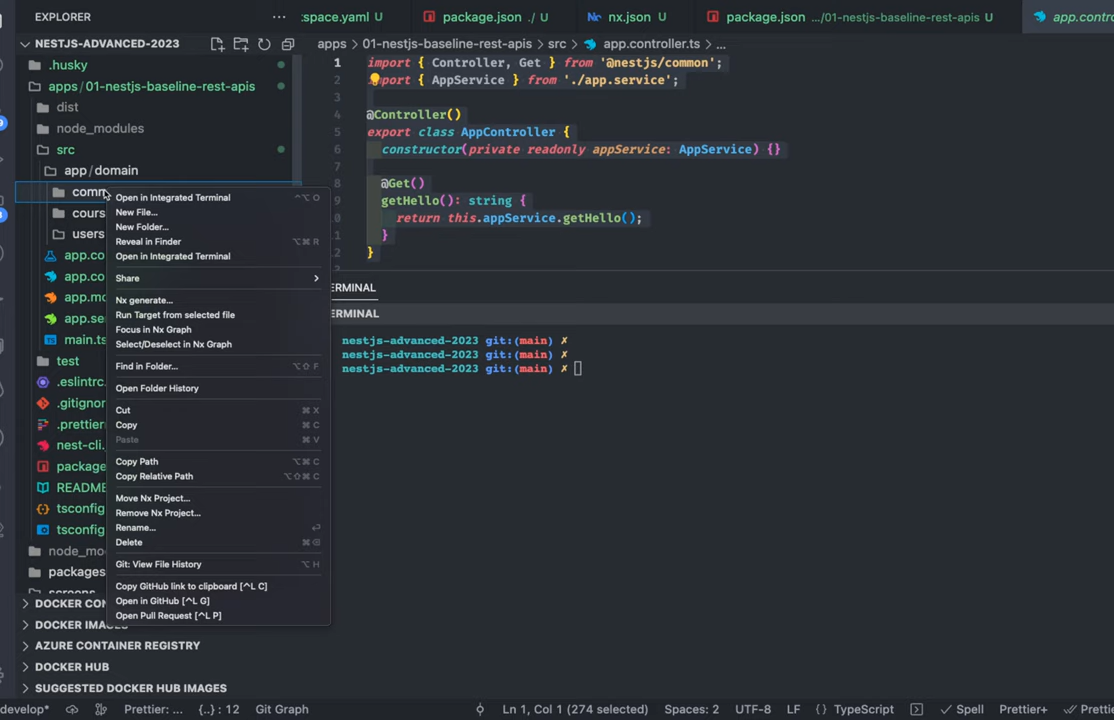 EXPLORER
NESTJS-ADVANCED-2023
.husky
apps/01-nestjs-baseline-rest-apis
dist
node_modules
src
app/domain
comm
cours
users
app.co
app.co
app.mo
app.se
main.ts
test
.eslintrc.
.gitignor
.prettier
nest-cli.
packag
README
tsconfig
tsconfig
node_mo
packages
screens
DOCKER CON
DOCKER IMAG
AZURE CONTAINER REGISTRY
DOCKER HUB
SUGGESTED DOCKER HUB IMAGES
Open in Integrated Terminal ^⌥ O
New File...
New Folder...
Reveal in Finder ⌥⌘ R
Open in Integrated Terminal
Share
Nx generate...
Run Target from selected file
Focus in Nx Graph
Select/Deselect in Nx Graph
Find in Folder... ⌥⇧ F
Open Folder History
Cut ⌘ X
Copy ⌘ C
Paste ⌘ V
Copy Path ⌥⌘ C
Copy Relative Path ⌥⇧⌘ C
Move Nx Project...
Remove Nx Project...
Rename...
Delete ⌘⌫
Git: View File History ⌥ H
Copy GitHub link to clipboard [^L C]
Open in GitHub [^L G]
Open Pull Request [^L P]
:space.yaml U package.json ./ U nx.json U package.json .../01-nestjs-baseline-rest-apis U app.contro
apps > 01-nestjs-baseline-rest-apis > src > app.controller.ts > ...
1 import { Controller, Get } from '@nestjs/common';
2 import { AppService } from './app.service';
3
4 @Controller()
5 export class AppController {
6 constructor(private readonly appService: AppService) {}
7
8 @Get()
9 getHello(): string {
10 return this.appService.getHello();
11 }
12 }
ERMINAL
ERMINAL
nestjs-advanced-2023 git:(main) ✗
nestjs-advanced-2023 git:(main) ✗
nestjs-advanced-2023 git:(main) ✗
develop* Prettier: ... {..} : 12 Git Graph Ln 1, Col 1 (274 selected) Spaces: 2 UTF-8 LF {} TypeScript Spell Prettier+ Pretti